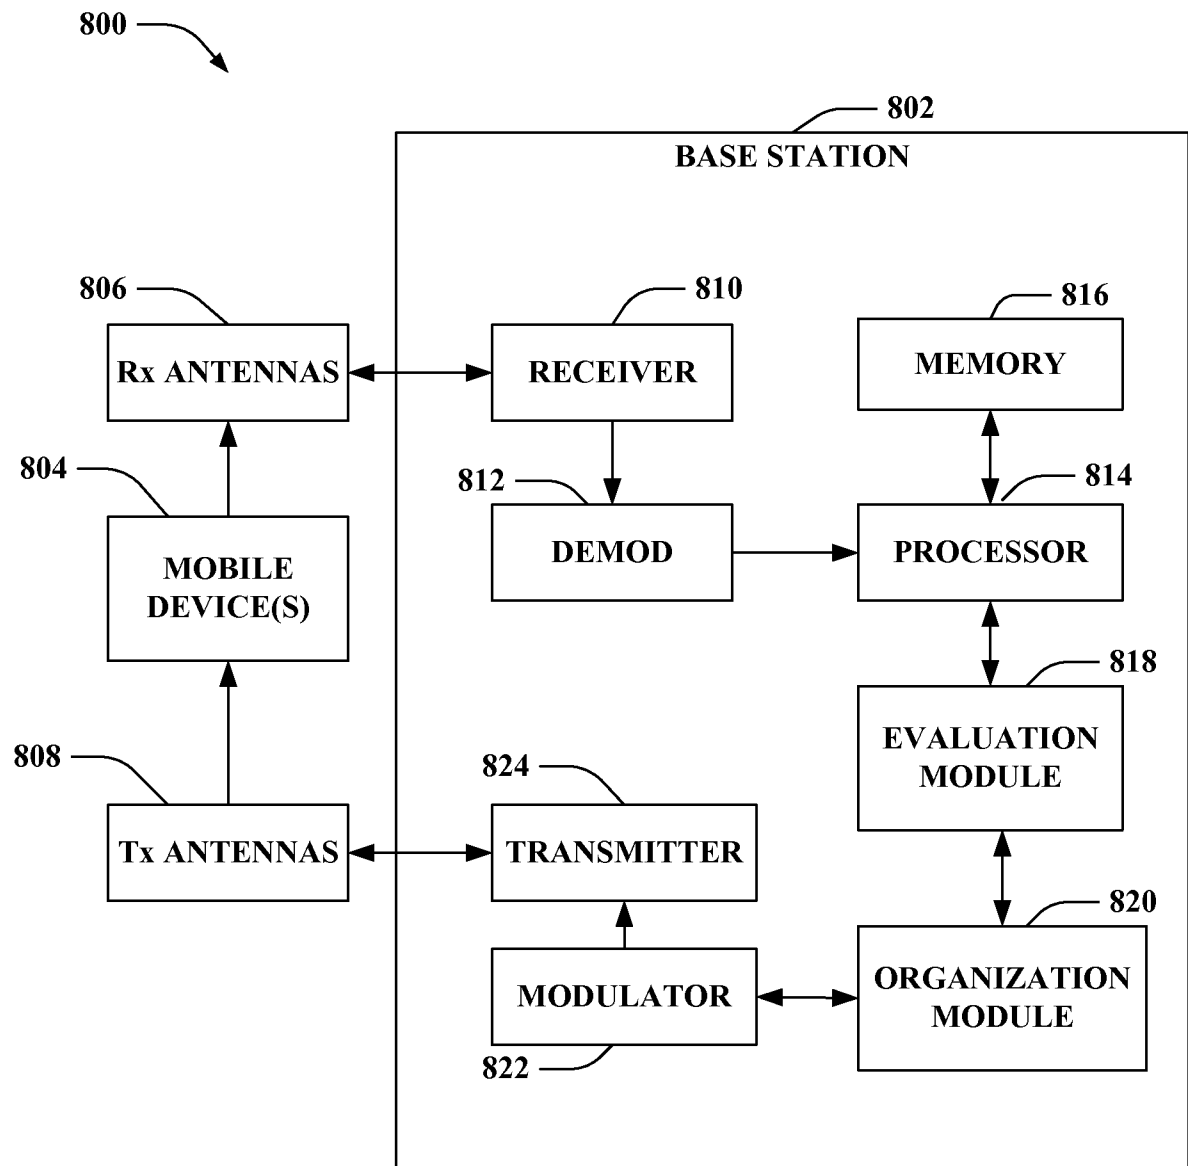 800
802
BASE STATION
806
810
816
Rx ANTENNAS
RECEIVER
MEMORY
804
812
814
MOBILE
DEVICE(S)
DEMOD
PROCESSOR
818
808
824
EVALUATION
MODULE
Tx ANTENNAS
TRANSMITTER
820
MODULATOR
ORGANIZATION
MODULE
822